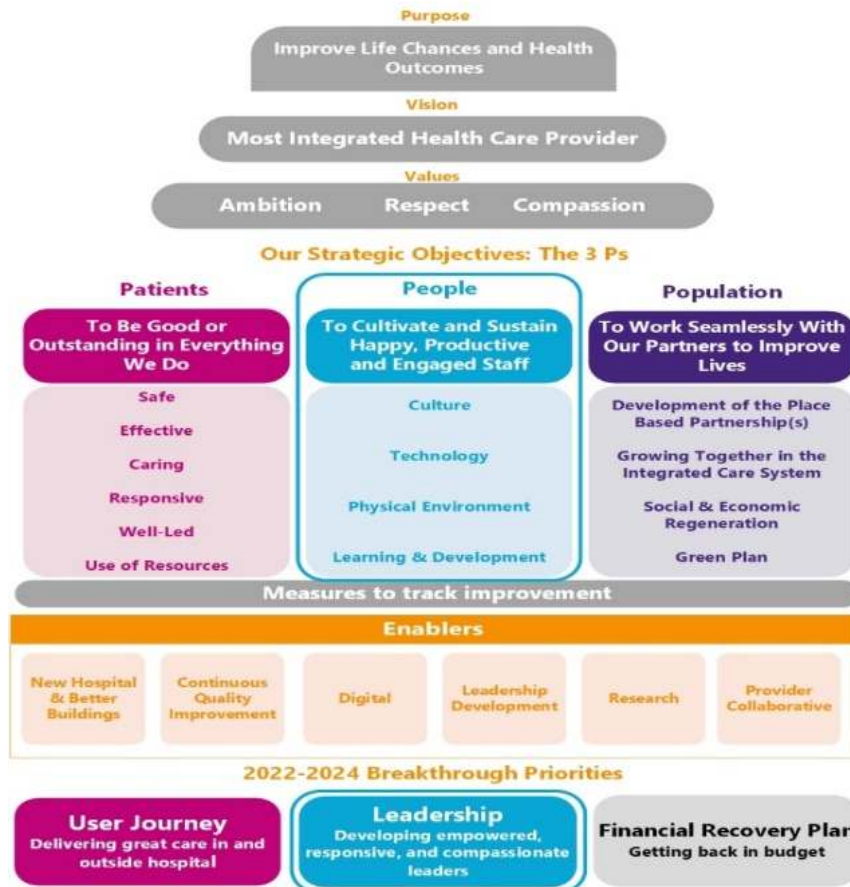 Purpose
Improve Life Chances and Health
Outcomes
Vision
Most Integrated Health Care Provider
Values
Ambition Respect Compassion
Our Strategic Objectives: The 3 Ps
Patients
To Be Good or
Outstanding in Everything
We Do
Safe
Effective
Caring
Responsive
Well-Led
Use of Resources
People
To Cultivate and Sustain
Happy, Productive
and Engaged Staff
Culture
Technology
Physical Environment
Learning & Development
Population
To Work Seamlessly With
Our Partners to Improve
Lives
Development of the Place
Based Partnership(s)
Growing Together in the
Integrated Care System
Social & Economic
Regeneration
Green Plan
Measures to track improvement
Enablers
New Hospital
& Better
Buildings
Continuous
Quality
Improvement
Digital
Leadership
Development
Research
Provider
Collaborative
2022-2024 Breakthrough Priorities
User Journey
Delivering great care in and
outside hospital
Leadership
Developing empowered,
responsive, and compassionate
leaders
Financial Recovery Plan
Getting back in budget